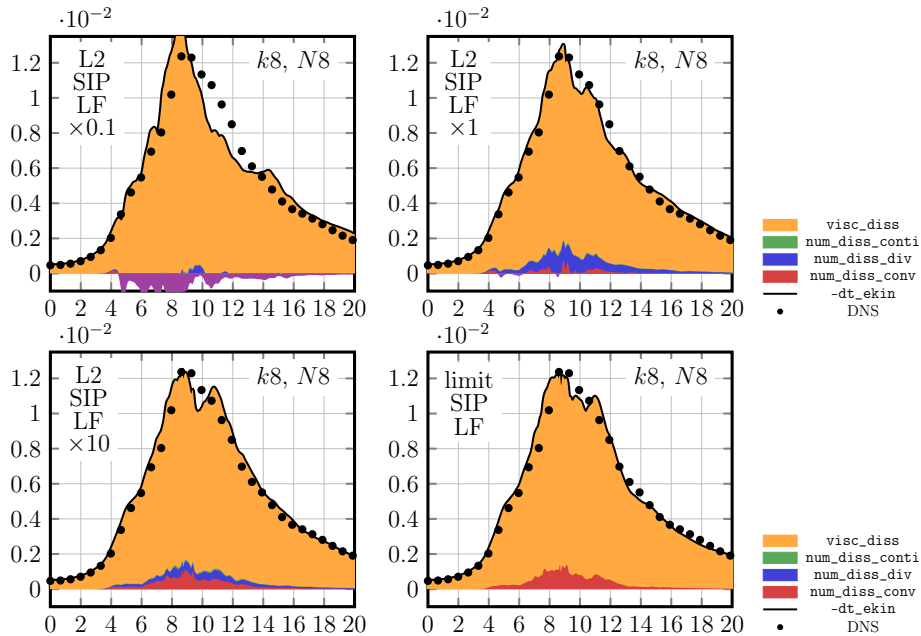 ·10⁻²
1.2
1
0.8
0.6
0.4
0.2
0
0 2 4 6 8 10 12 14 16 18 20
L2
SIP
LF
×0.1
k8, N8
·10⁻²
1.2
1
0.8
0.6
0.4
0.2
0
0 2 4 6 8 10 12 14 16 18 20
L2
SIP
LF
×1
k8, N8
visc_diss
num_diss_conti
num_diss_div
num_diss_conv
-dt_ekin
DNS
·10⁻²
1.2
1
0.8
0.6
0.4
0.2
0
0 2 4 6 8 10 12 14 16 18 20
L2
SIP
LF
×10
k8, N8
·10⁻²
1.2
1
0.8
0.6
0.4
0.2
0
0 2 4 6 8 10 12 14 16 18 20
limit
SIP
LF
k8, N8
visc_diss
num_diss_conti
num_diss_div
num_diss_conv
-dt_ekin
DNS